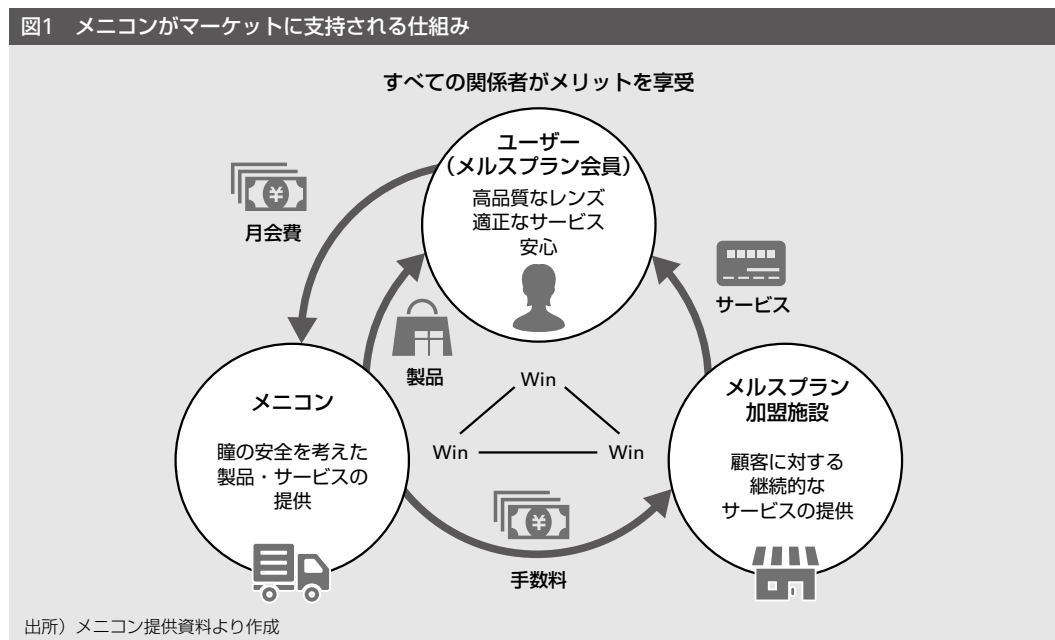 図1 メニコンがマーケットに支持される仕組み
すべての関係者がメリットを享受
ユーザー
（メルスプラン会員）
高品質なレンズ
適正なサービス
安心
月会費
サービス
製品
メニコン
瞳の安全を考えた
製品・サービスの
提供
Win
Win
Win
メルスプラン
加盟施設
顧客に対する
継続的な
サービスの提供
手数料
出所）メニコン提供資料より作成